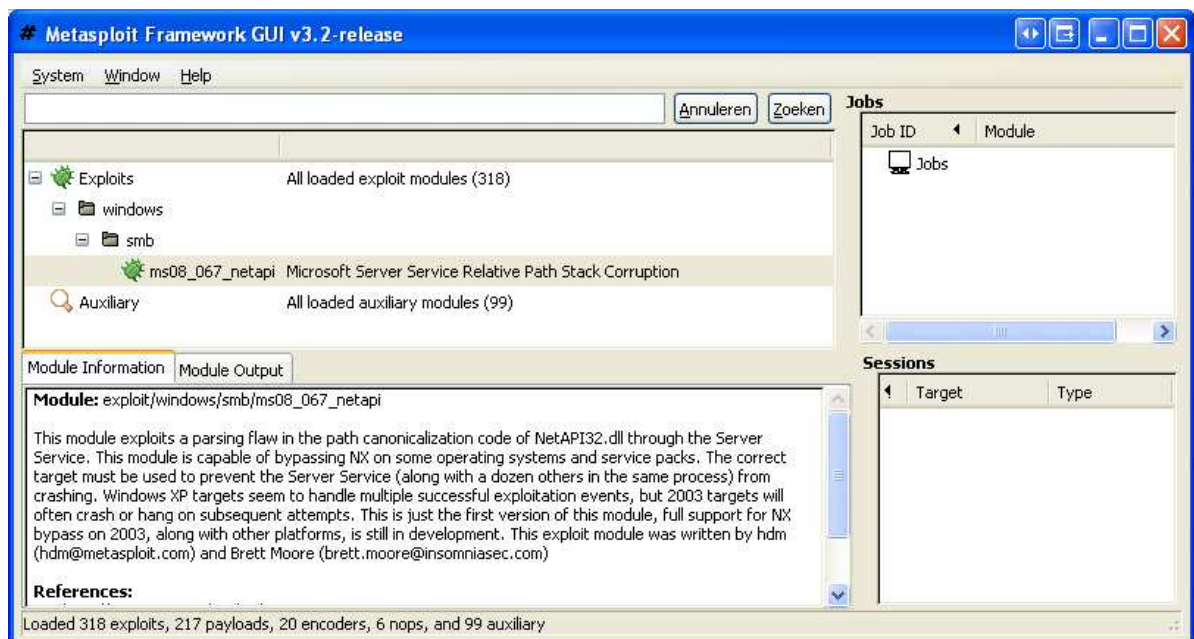 # Metasploit Framework GUI v3.2-release
System Window Help
Annuleren Zoeken
Exploits All loaded exploit modules (318)
windows
smb
ms08_067_netapi Microsoft Server Service Relative Path Stack Corruption
Auxiliary All loaded auxiliary modules (99)
Jobs
Job ID Module
Jobs
Module Information Module Output
Module: exploit/windows/smb/ms08_067_netapi
This module exploits a parsing flaw in the path canonicalization code of NetAPI32.dll through the Server
Service. This module is capable of bypassing NX on some operating systems and service packs. The correct
target must be used to prevent the Server Service (along with a dozen others in the same process) from
crashing. Windows XP targets seem to handle multiple successful exploitation events, but 2003 targets will
often crash or hang on subsequent attempts. This is just the first version of this module, full support for NX
bypass on 2003, along with other platforms, is still in development. This exploit module was written by hdm
(hdm@metasploit.com) and Brett Moore (brett.moore@insomniasec.com)
References:
Sessions
Target Type
Loaded 318 exploits, 217 payloads, 20 encoders, 6 nops, and 99 auxiliary